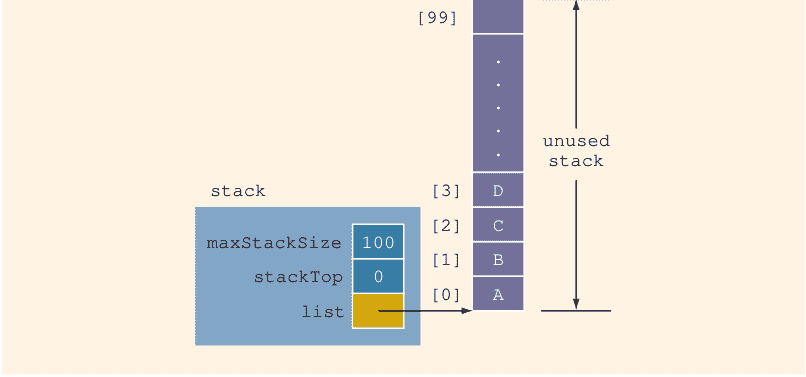 [99]
.
.
.
.
.
unused
stack
stack
[3] D
[2] C
[1] B
[0] A
maxStackSize 100
stackTop 0
list